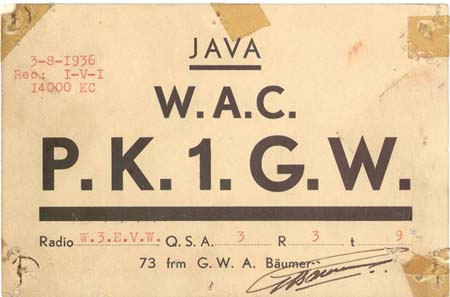 JAVA
3-8-1936
Rec: I-V-I
14000 KC
W.A.C.
P.K.1.G.W.
Radio W.3.E.V.W. Q.S.A. 3 R 3 t 9
73 frm G.W.A. Bäumer